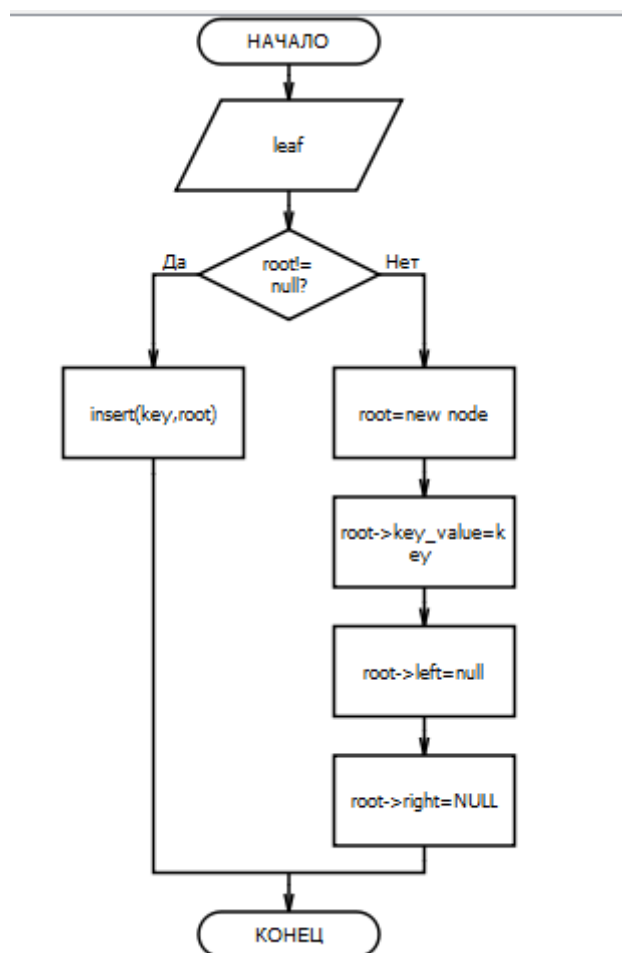 НАЧАЛО
leaf
root!=
null?
Да
Нет
insert(key,root)
root=new node
root->key_value=k
ey
root->left=null
root->right=NULL
КОНЕЦ